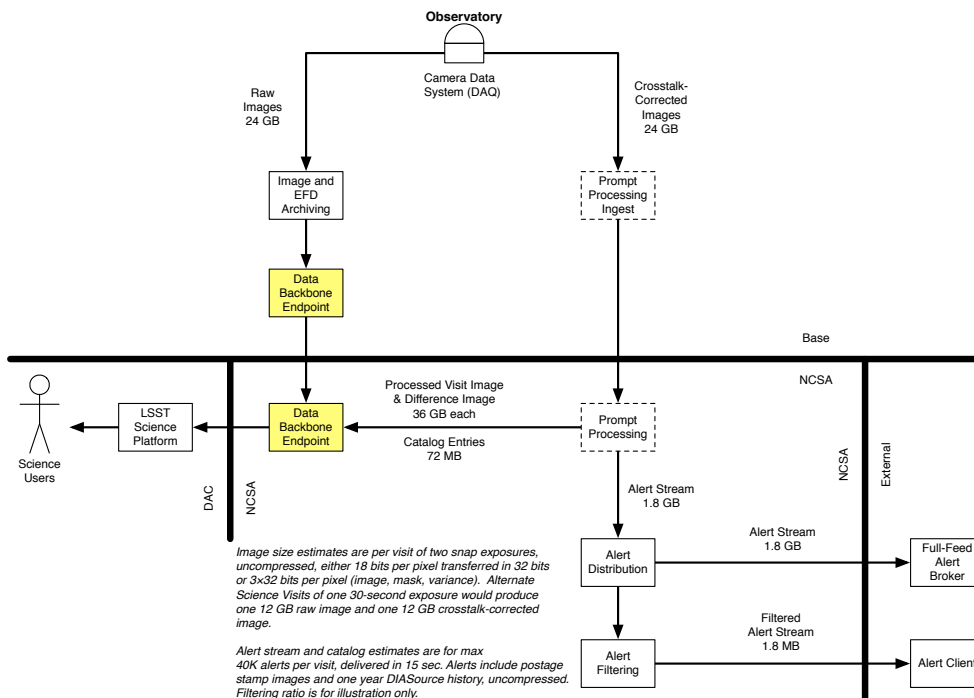 Observatory
Camera Data
System (DAQ)
Raw
Images
24 GB
Crosstalk-
Corrected
Images
24 GB
Image and
EFD
Archiving
Prompt
Processing
Ingest
Data
Backbone
Endpoint
Base
NCSA
Processed Visit Image
& Difference Image
36 GB each
Catalog Entries
72 MB
Science
Users
LSST
Science
Platform
DAC
NCSA
Data
Backbone
Endpoint
Prompt
Processing
NCSA
External
Alert Stream
1.8 GB
Alert
Distribution
Alert Stream
1.8 GB
Full-Feed
Alert
Broker
Alert
Filtering
Filtered
Alert Stream
1.8 MB
Alert Client
Image size estimates are per visit of two snap exposures,
uncompressed, either 18 bits per pixel transferred in 32 bits
or 3×32 bits per pixel (image, mask, variance).  Alternate
Science Visits of one 30-second exposure would produce
one 12 GB raw image and one 12 GB crosstalk-corrected
image.
Alert stream and catalog estimates are for max
40K alerts per visit, delivered in 15 sec. Alerts include postage
stamp images and one year DIASource history, uncompressed.
Filtering ratio is for illustration only.